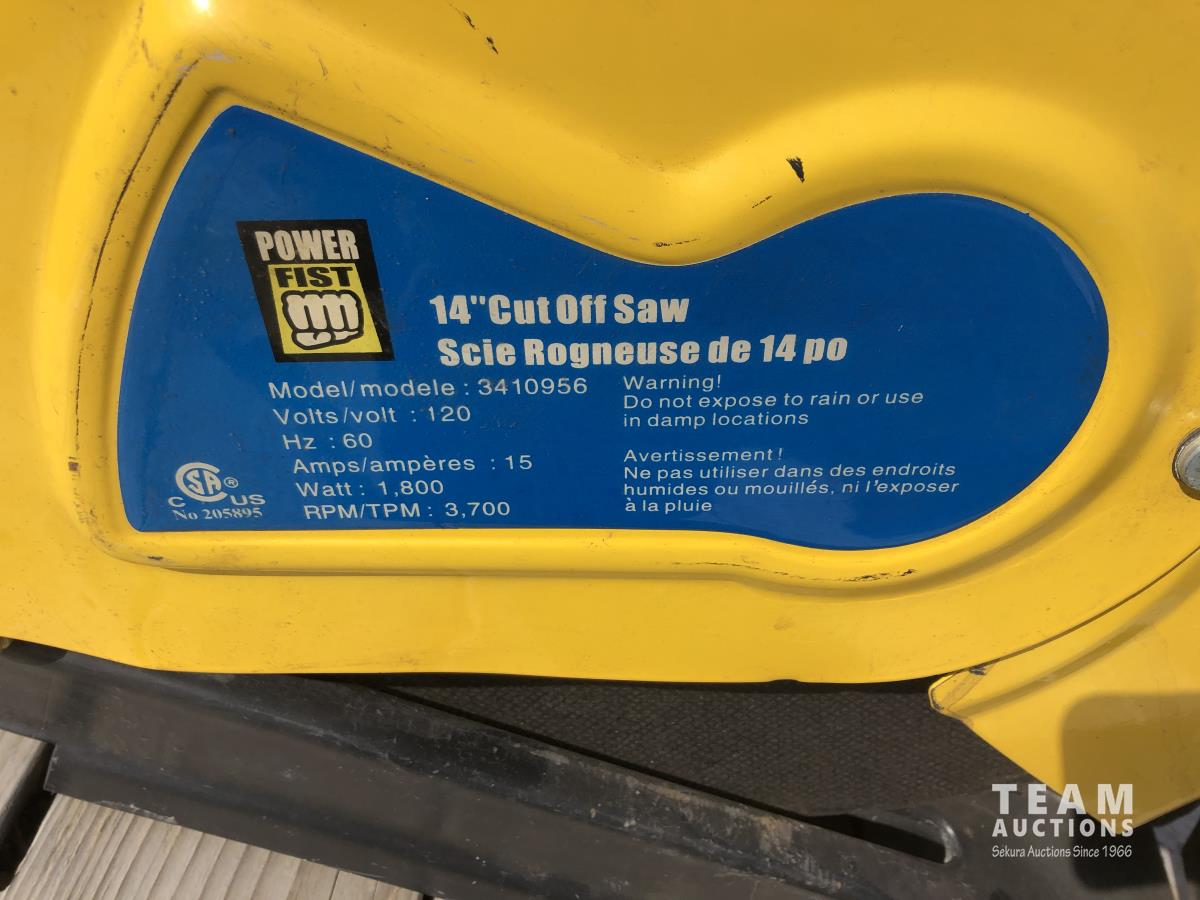 POWER
FIST
14"Cut Off Saw
Scie Rogneuse de 14 po
Model/modele : 3410956
Volts/volt : 120
Hz : 60
Amps/ampères : 15
Watt : 1,800
RPM/TPM : 3,700
Warning!
Do not expose to rain or use
in damp locations
Avertissement!
Ne pas utiliser dans des endroits
humides ou mouillés, ni l'exposer
à la pluie
CSA ®
C US
No 205895
TEAM
AUCTIONS
Sekura Auctions Since 1966